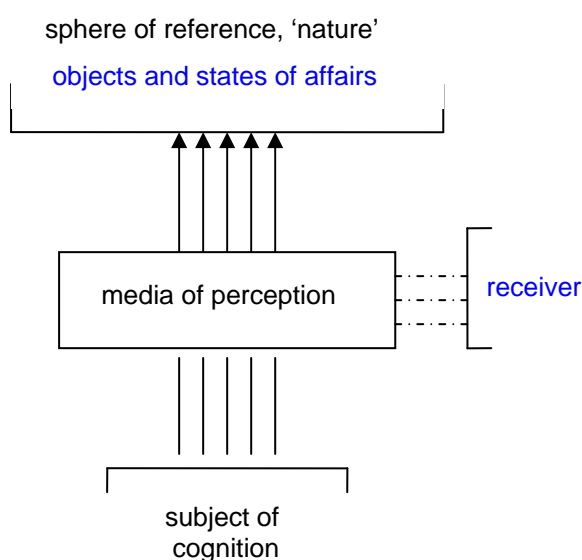 sphere of reference, ‘nature’
objects and states of affairs
media of perception
receiver
subject of
cognition